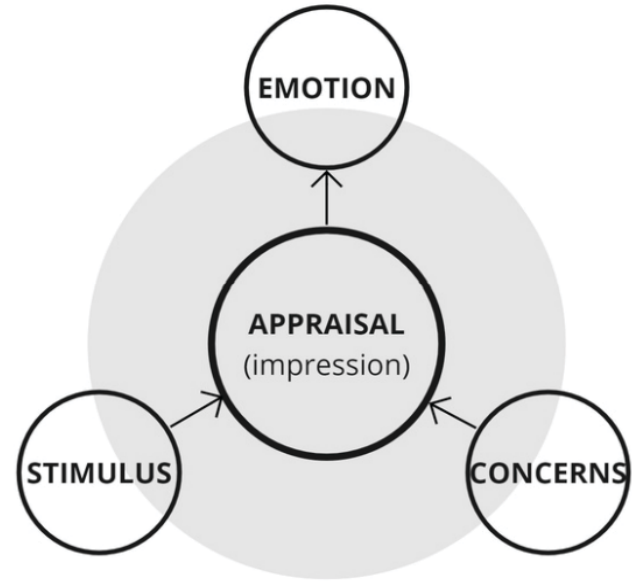 EMOTION
APPRAISAL
(impression)
STIMULUS
CONCERNS